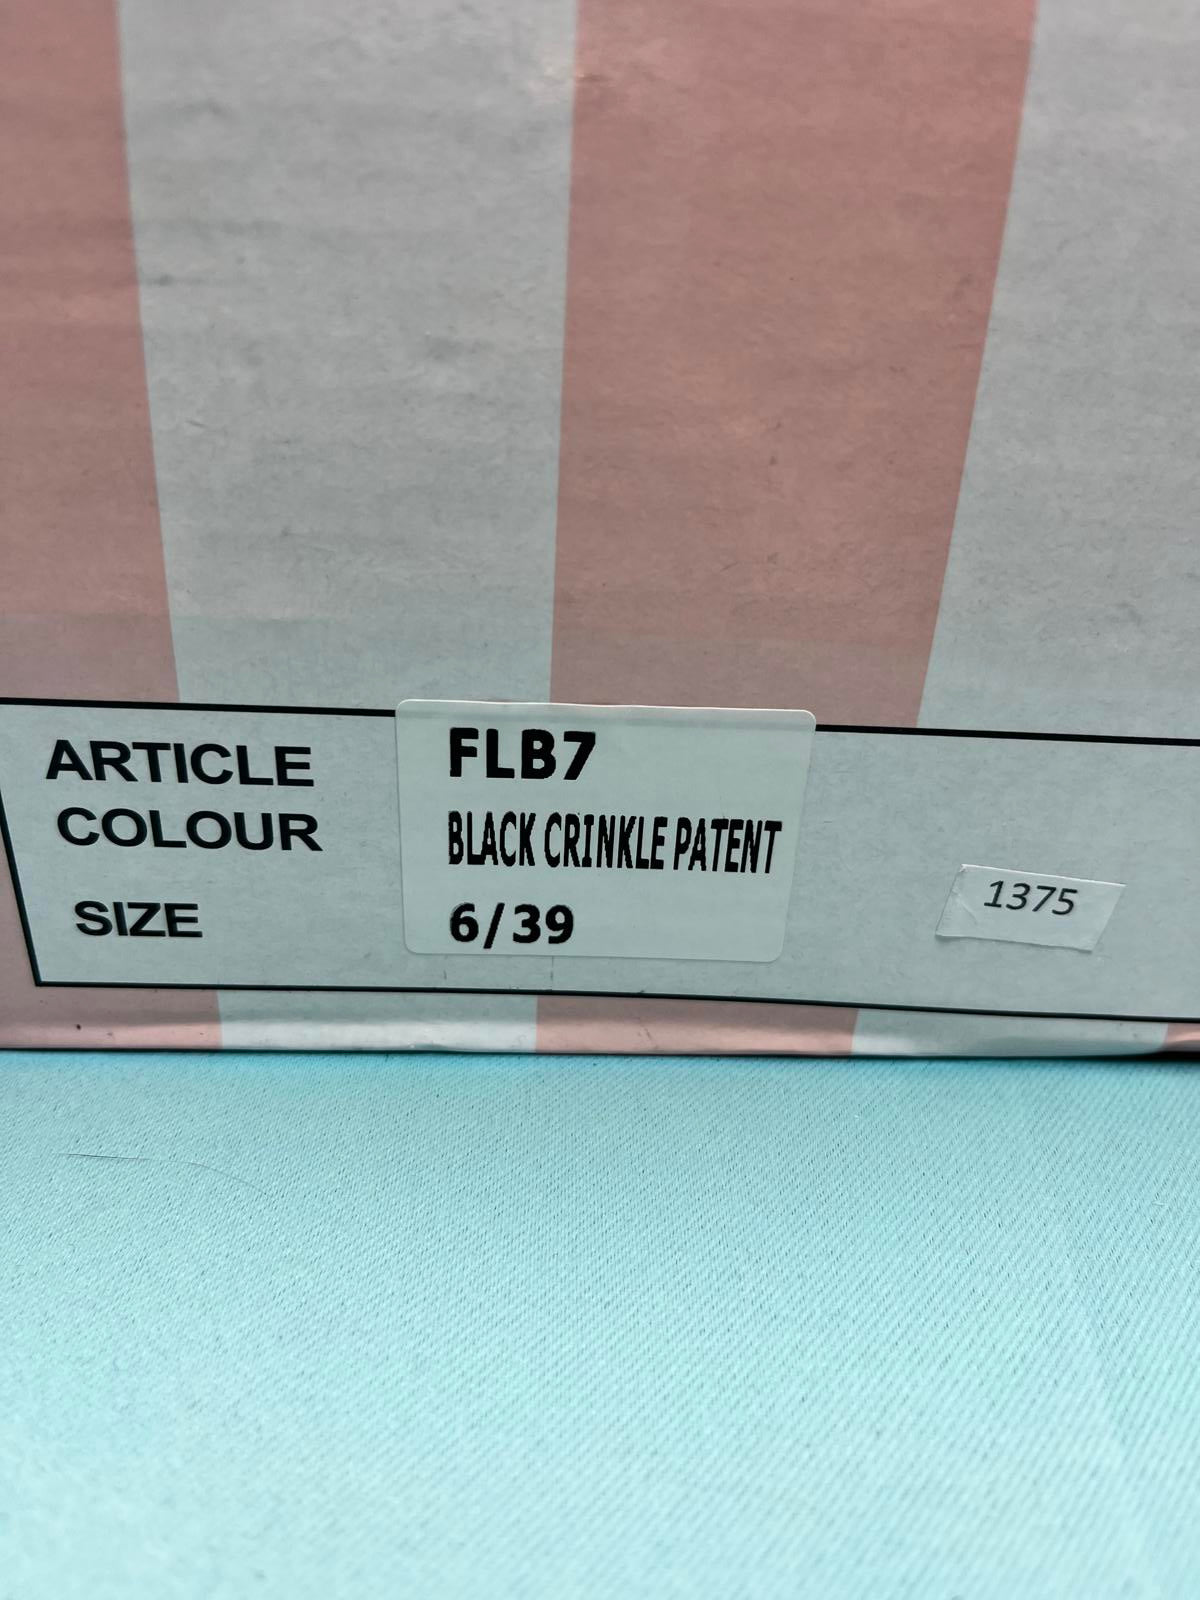 ARTICLE FLB7
COLOUR BLACK CRINKLE PATENT
SIZE 6/39
1375